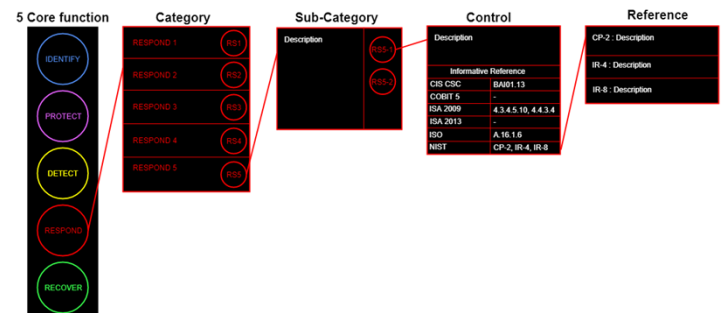 5 Core function
Category
Sub-Category
Control
Reference
IDENTIFY
PROTECT
DETECT
RESPOND
RECOVER
RESPOND 1 RS1
RESPOND 2 RS2
RESPOND 3 RS3
RESPOND 4 RS4
RESPOND 5 RS5
Description
RS5-1
RS5-2
Description
Informative Reference
CIS CSC BAI01.13
COBIT 5 -
ISA 2009 4.3.4.5.10, 4.4.3.4
ISA 2013 -
ISO A.16.1.6
NIST CP-2, IR-4, IR-8
CP-2 : Description
IR-4 : Description
IR-8 : Description